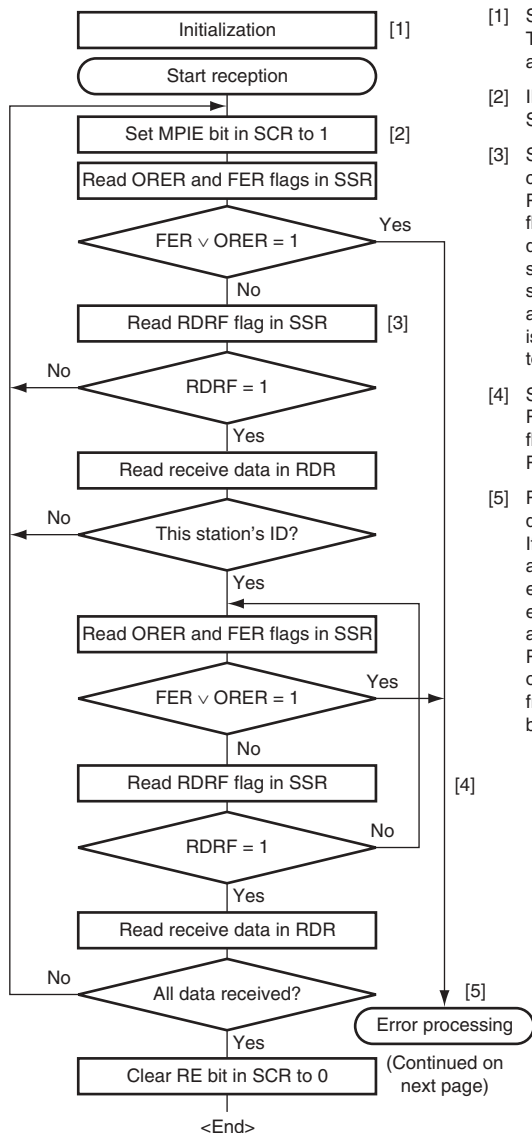 Initialization [1]
Start reception
Set MPIE bit in SCR to 1 [2]
Read ORER and FER flags in SSR
FER ∨ ORER = 1
Yes
No
Read RDRF flag in SSR [3]
No
RDRF = 1
Yes
Read receive data in RDR
No
This station's ID?
Yes
Read ORER and FER flags in SSR
FER ∨ ORER = 1
Yes
No
Read RDRF flag in SSR [4]
RDRF = 1
No
Yes
Read receive data in RDR
No
All data received?
[5]
Error processing
Yes
(Continued on
next page)
Clear RE bit in SCR to 0
<End>
[1]
[2]
[3]
[4]
[5]